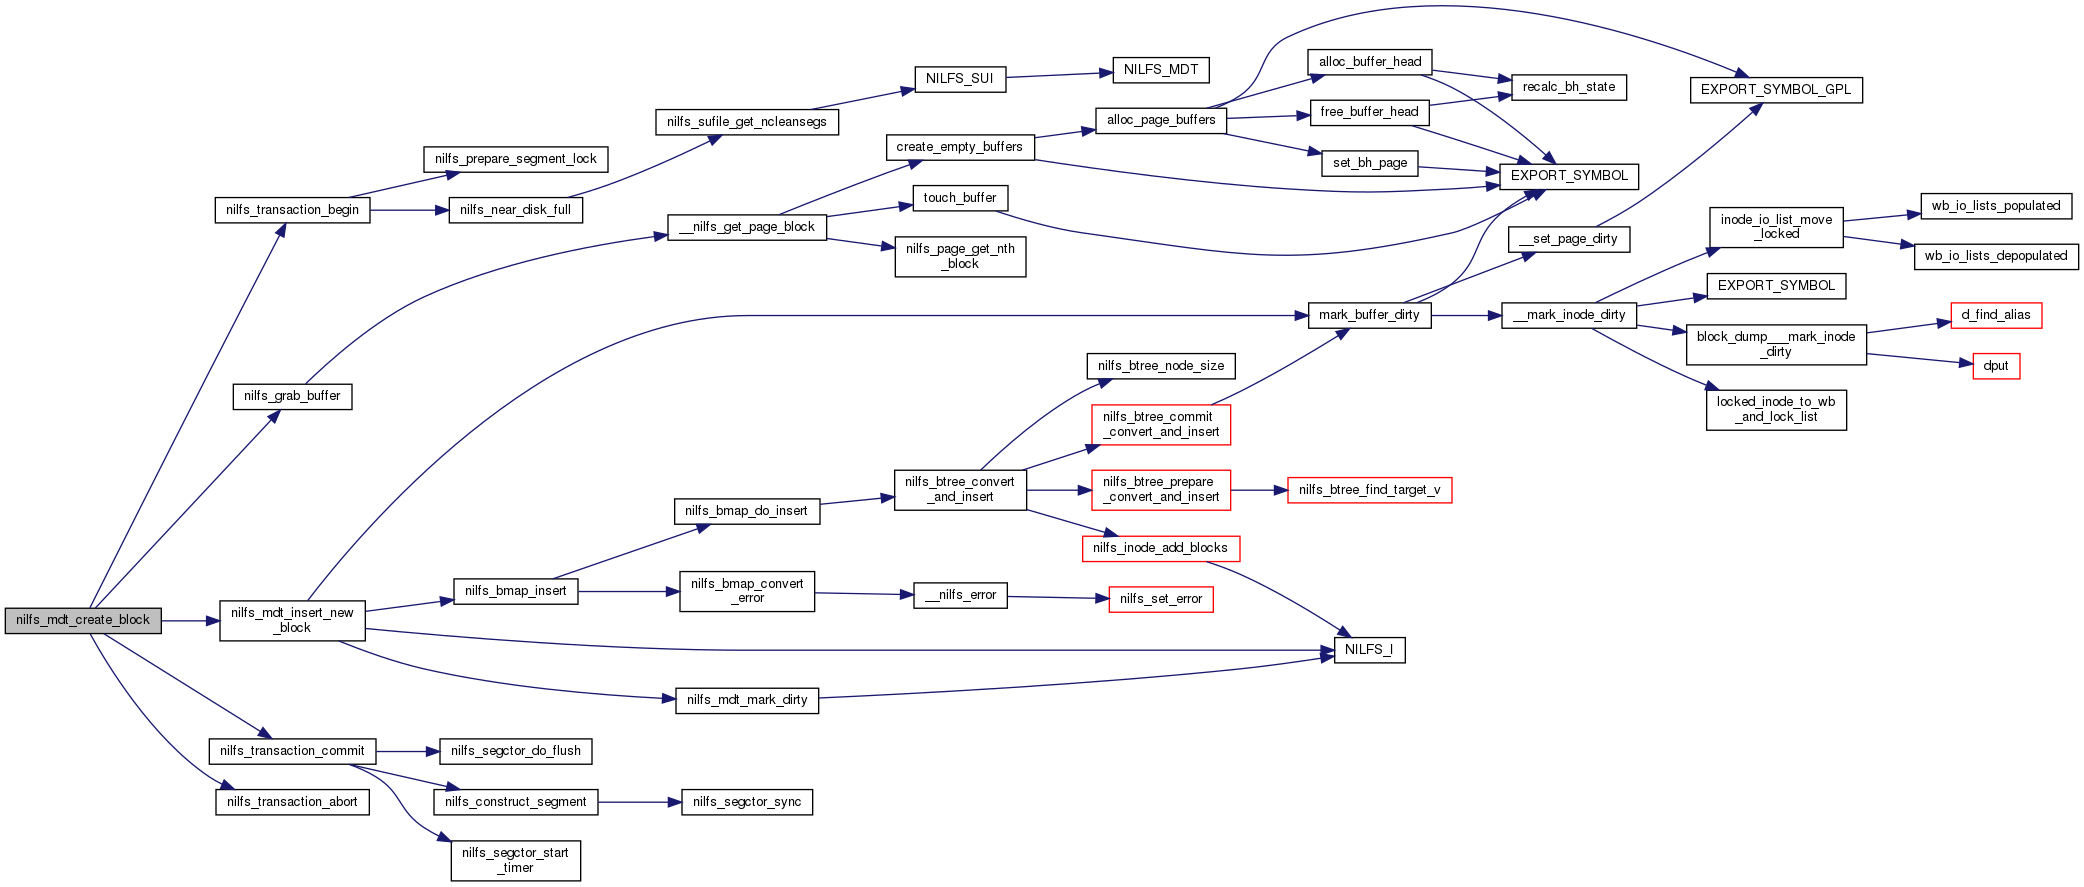 alloc_buffer_head
NILFS_SUI
NILFS_MDT
recalc_bh_state
EXPORT_SYMBOL_GPL
nilfs_sufile_get_ncleansegs
alloc_page_buffers
free_buffer_head
nilfs_prepare_segment_lock
create_empty_buffers
set_bh_page
EXPORT_SYMBOL
nilfs_transaction_begin
nilfs_near_disk_full
touch_buffer
wb_io_lists_populated
__nilfs_get_page_block
inode_io_list_move
_locked
__set_page_dirty
nilfs_page_get_nth
_block
wb_io_lists_depopulated
EXPORT_SYMBOL
mark_buffer_dirty
__mark_inode_dirty
d_find_alias
block_dump___mark_inode
_dirty
nilfs_btree_node_size
dput
nilfs_grab_buffer
locked_inode_to_wb
_and_lock_list
nilfs_btree_commit
_convert_and_insert
nilfs_btree_convert
_and_insert
nilfs_btree_prepare
_convert_and_insert
nilfs_btree_find_target_v
nilfs_bmap_do_insert
nilfs_inode_add_blocks
nilfs_bmap_insert
nilfs_bmap_convert
_error
__nilfs_error
nilfs_set_error
nilfs_mdt_create_block
nilfs_mdt_insert_new
_block
NILFS_I
nilfs_mdt_mark_dirty
nilfs_transaction_commit
nilfs_segctor_do_flush
nilfs_transaction_abort
nilfs_construct_segment
nilfs_segctor_sync
nilfs_segctor_start
_timer